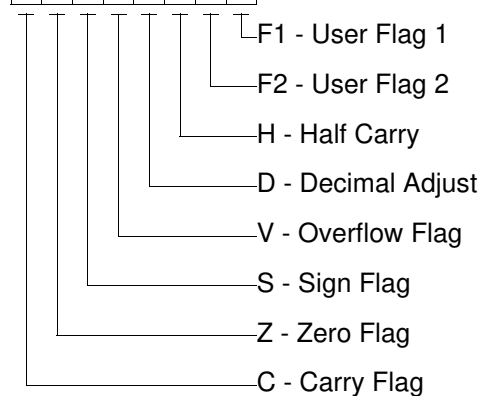 F1 - User Flag 1
F2 - User Flag 2
H - Half Carry
D - Decimal Adjust
V - Overflow Flag
S - Sign Flag
Z - Zero Flag
C - Carry Flag